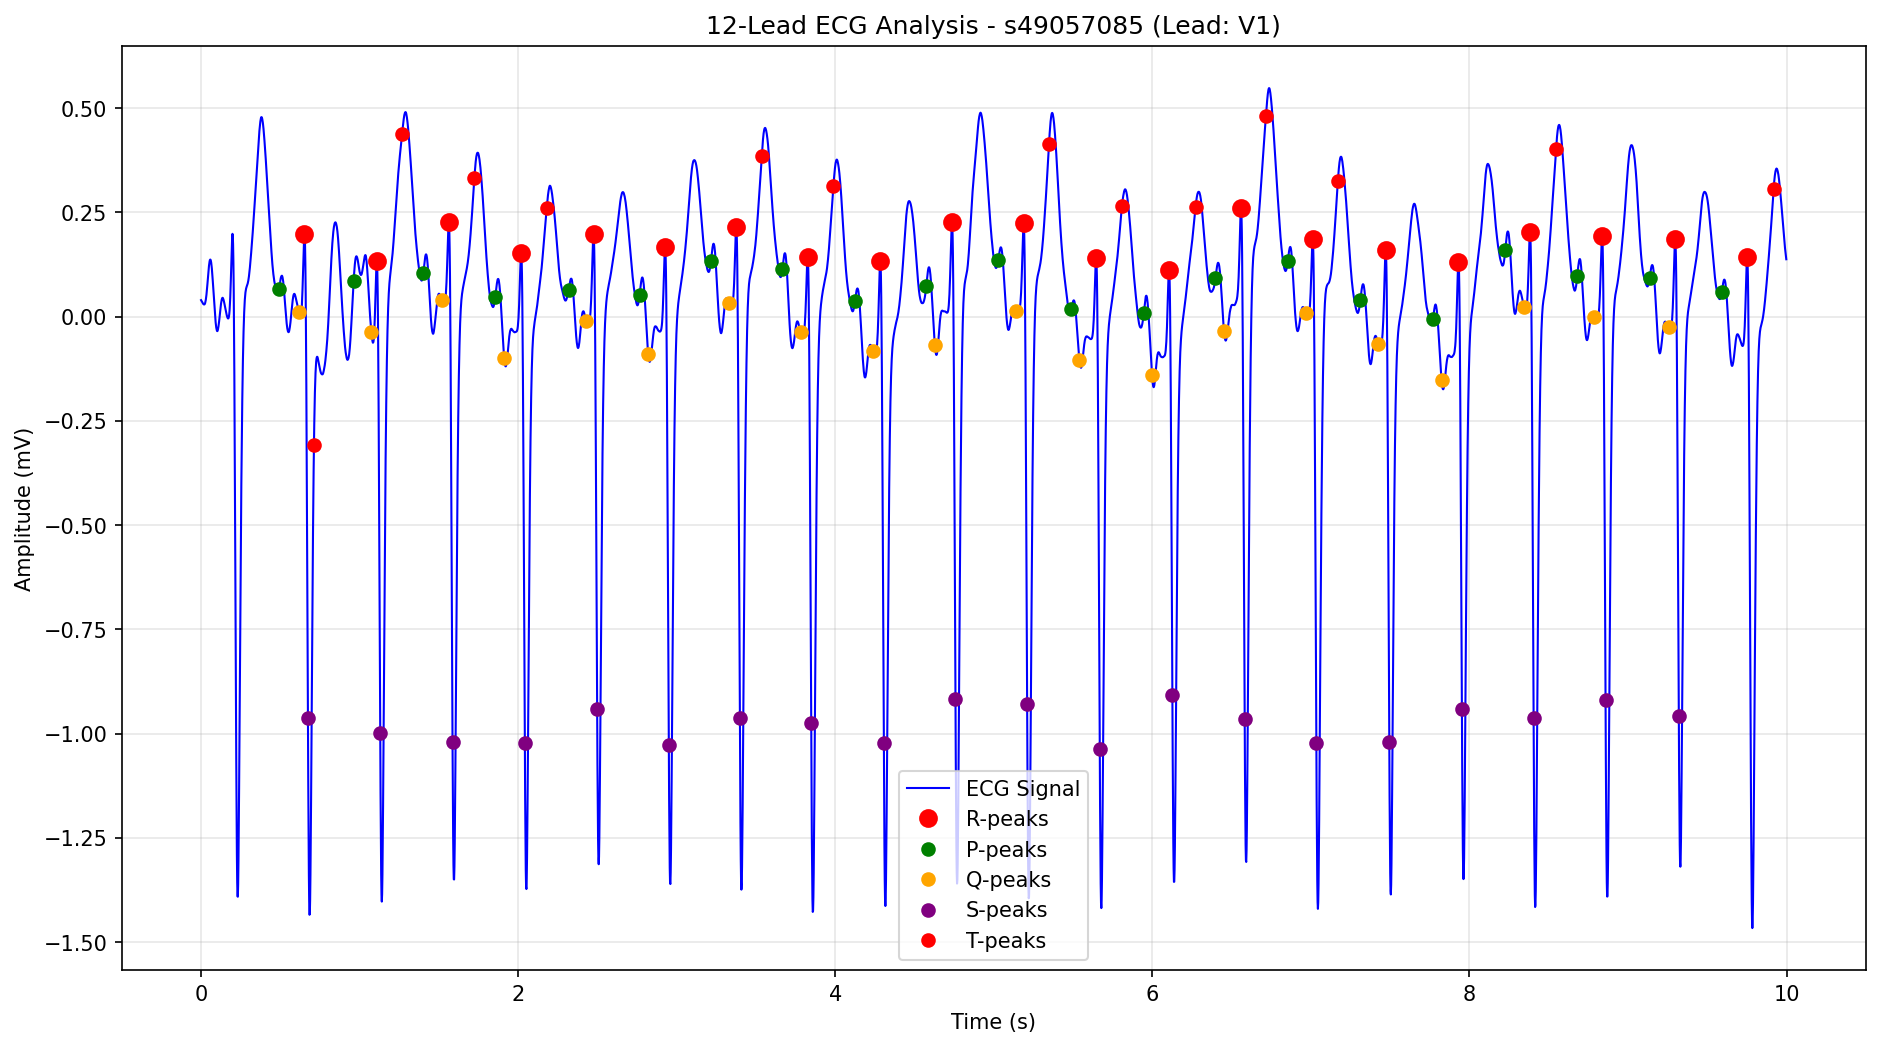 12-Lead ECG Analysis - s49057085 (Lead: V1)
Amplitude (mV)
0.50
0.25
0.00
−0.25
−0.50
−0.75
−1.00
−1.25
−1.50
ECG Signal
R-peaks
P-peaks
Q-peaks
S-peaks
T-peaks
0 2 4 6 8 10
Time (s)